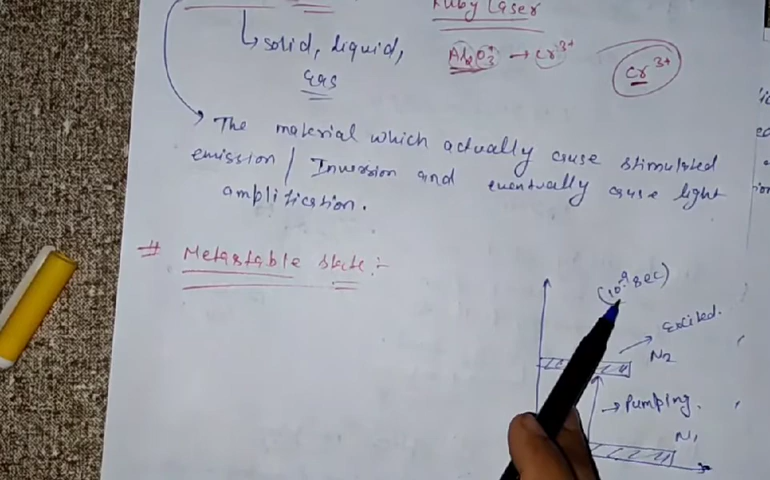 Ruby Laser
solid, liquid,
gas
Al2O3 → Cr3+
Cr3+
The material which actually cause stimulated
emission / Inversion and eventually cause light
amplification.
# Metastable state :-
(10-9 sec)
Excited.
N2
Pumping.
N1